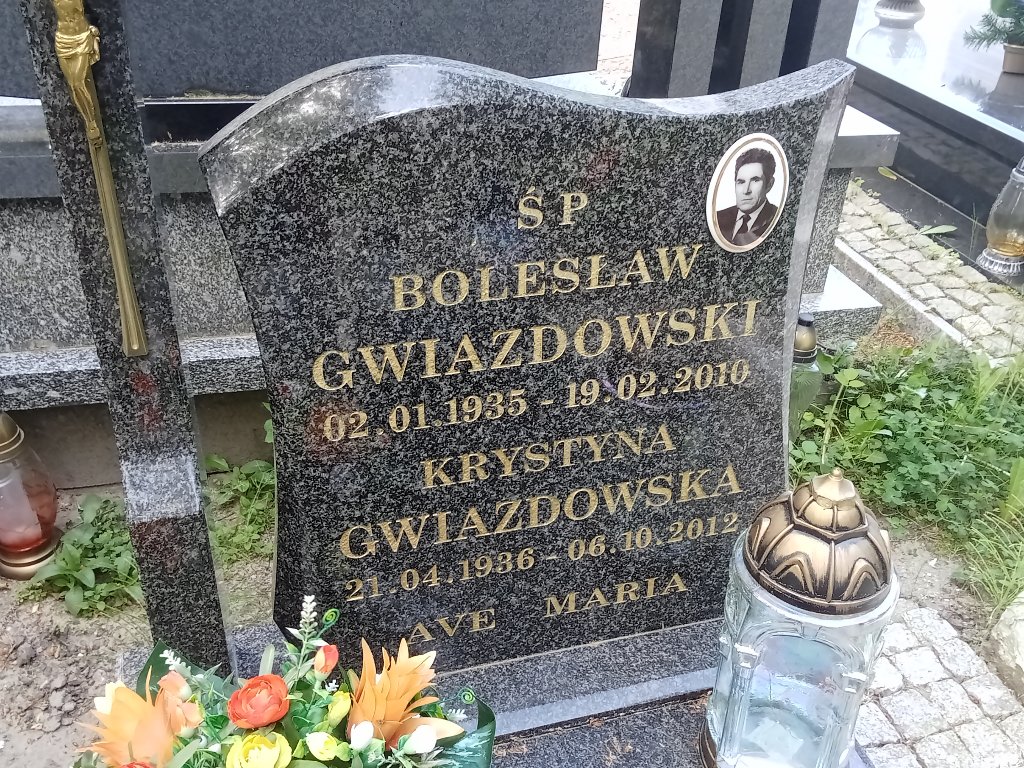 ŚP
BOLESŁAW
GWIAZDOWSKI
02.01.1935 - 19.02.2010
KRYSTYNA
GWIAZDOWSKA
21.04.1936 - 06.10.2012
AVE MARIA